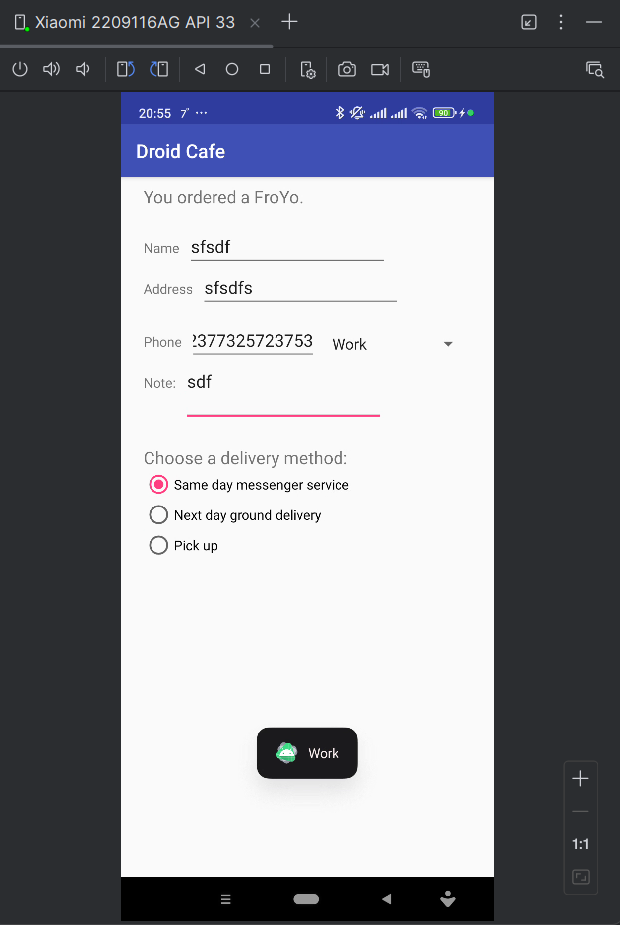 Xiaomi 2209116AG API 33
20:55 7° ···
90
Droid Cafe
You ordered a FroYo.
Name sfsdf
Address sfsdfs
Phone 2377325723753 Work
Note: sdf
Choose a delivery method:
Same day messenger service
Next day ground delivery
Pick up
Work
1:1